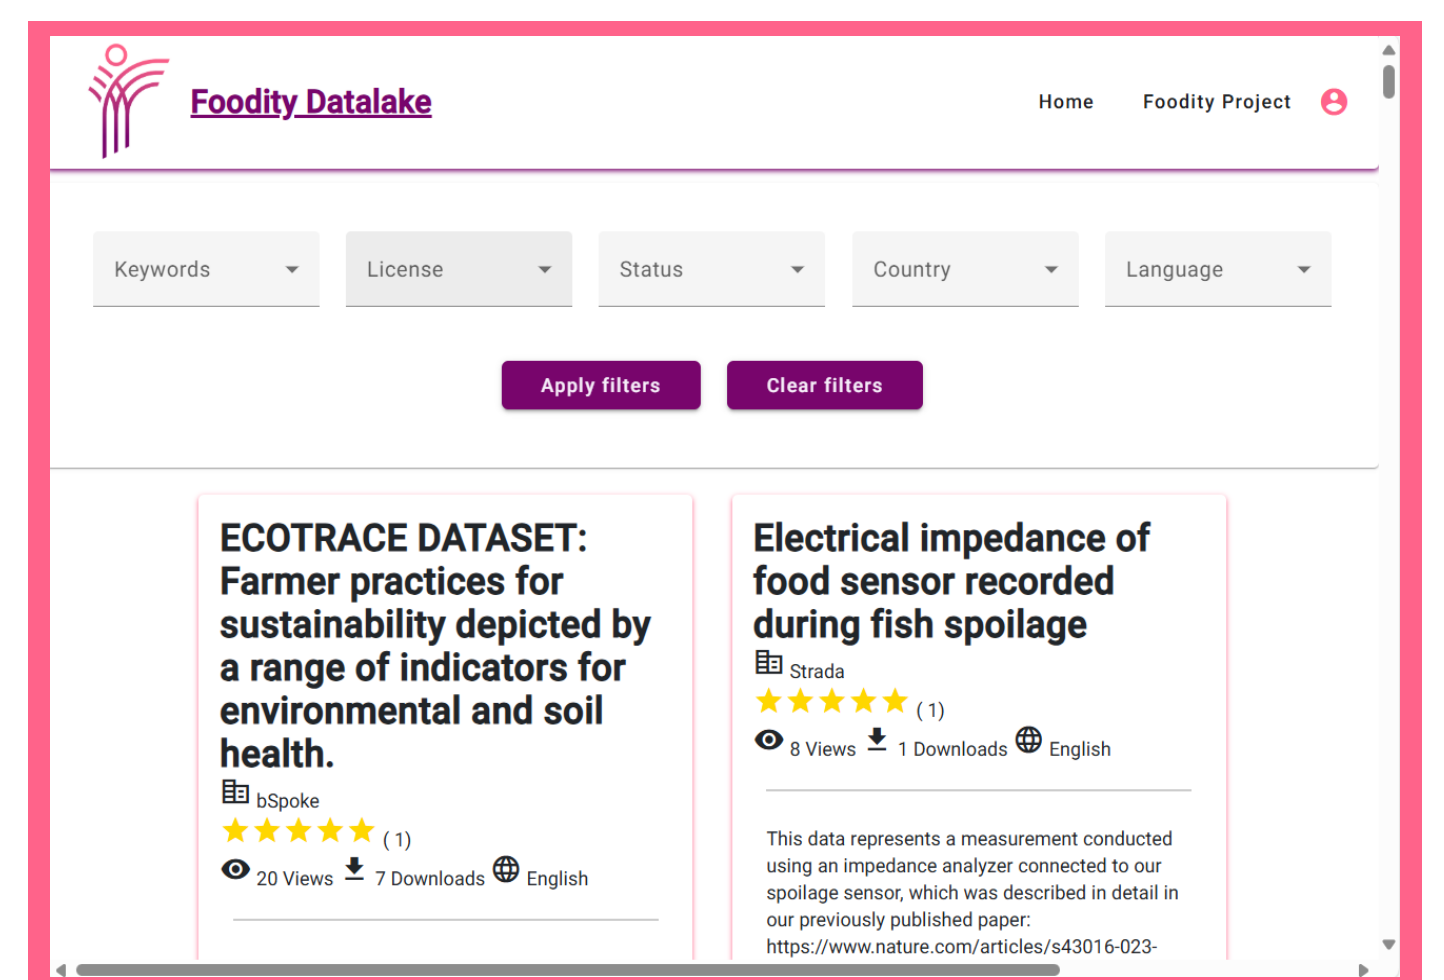 Foodity Datalake
Home Foodity Project
Keywords License Status Country Language
Apply filters Clear filters
ECOTRACE DATASET:
Farmer practices for
sustainability depicted by
a range of indicators for
environmental and soil
health.
bSpoke
( 1)
20 Views 7 Downloads English
Electrical impedance of
food sensor recorded
during fish spoilage
Strada
( 1)
8 Views 1 Downloads English
This data represents a measurement conducted
using an impedance analyzer connected to our
spoilage sensor, which was described in detail in
our previously published paper:
https://www.nature.com/articles/s43016-023-